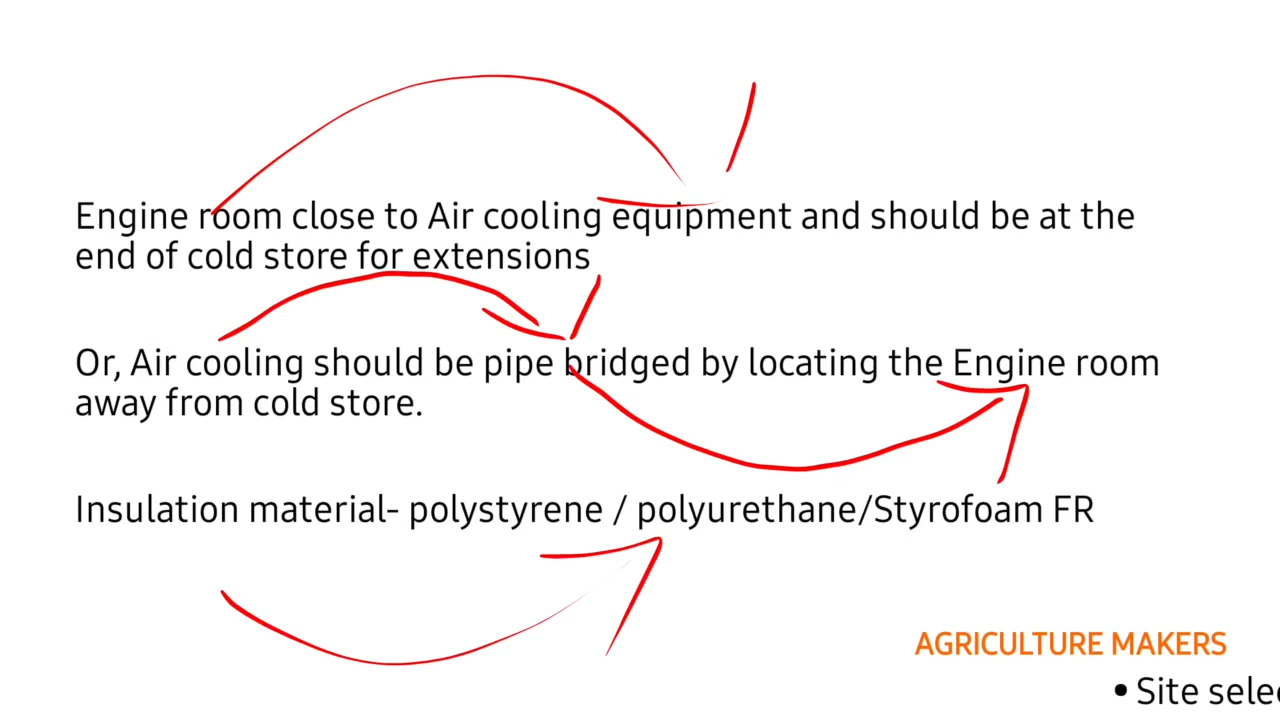 Engine room close to Air cooling equipment and should be at the
end of cold store for extensions
Or, Air cooling should be pipe bridged by locating the Engine room
away from cold store.
Insulation material- polystyrene / polyurethane/Styrofoam FR
AGRICULTURE MAKERS
• Site